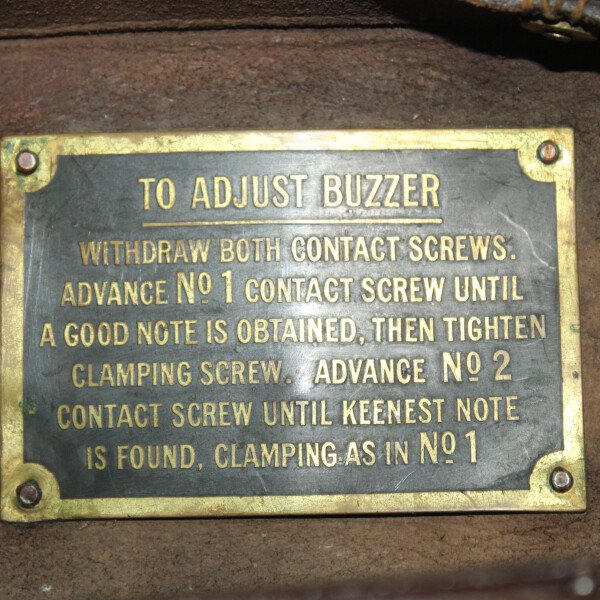 TO ADJUST BUZZER
WITHDRAW BOTH CONTACT SCREWS.
ADVANCE Nº 1 CONTACT SCREW UNTIL
A GOOD NOTE IS OBTAINED, THEN TIGHTEN
CLAMPING SCREW. ADVANCE Nº 2
CONTACT SCREW UNTIL KEENEST NOTE
IS FOUND, CLAMPING AS IN Nº 1